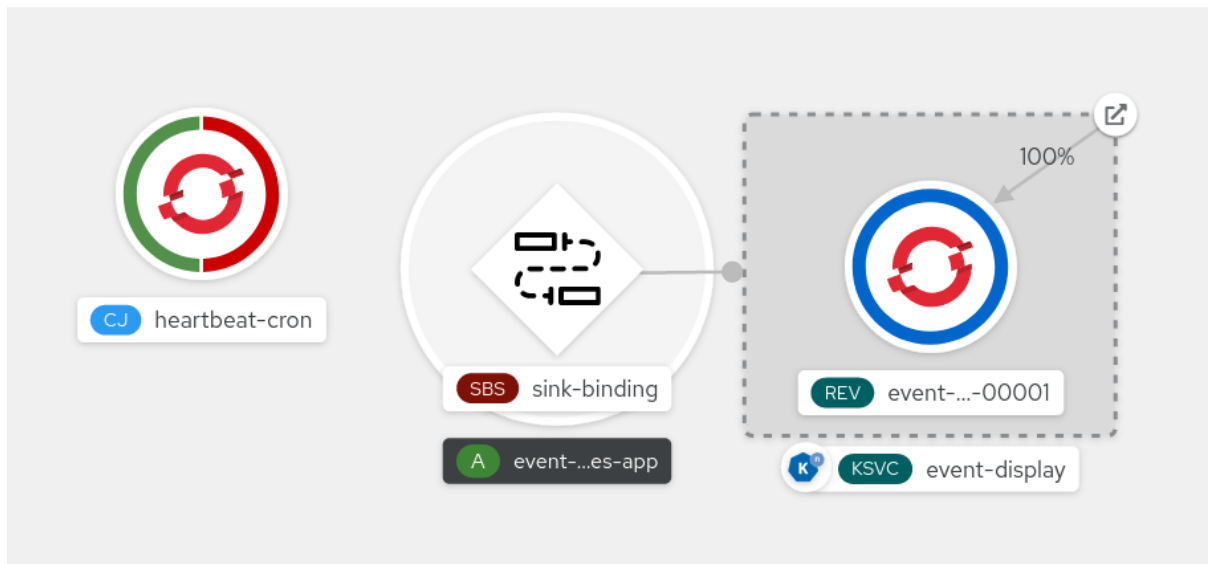 100%
CJ heartbeat-cron
SBS sink-binding
REV event-...-00001
A event-...es-app
K n KSVC event-display